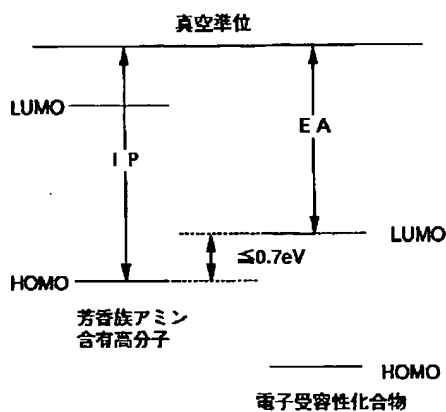 真空準位
LUMO
IP
EA
LUMO
≦0.7eV
HOMO
芳香族アミン
含有高分子
HOMO
電子受容性化合物